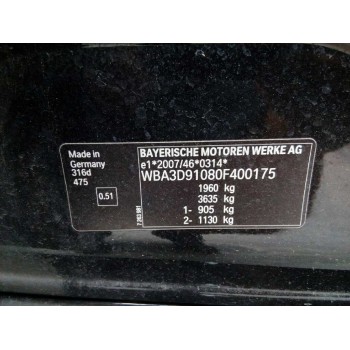 Made in
Germany
316d
475
0.51
BAYERISCHE MOTOREN WERKE AG
e1*2007/46*0314*
WBA3D91080F400175
1960 kg
3635 kg
1- 905 kg
2- 1130 kg